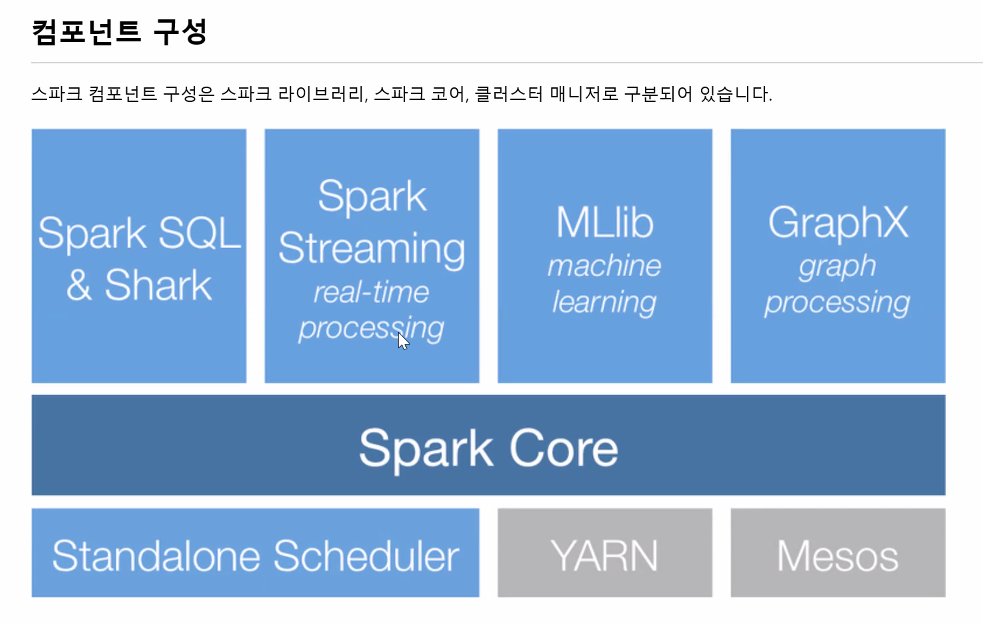 컴포넌트 구성
스파크 컴포넌트 구성은 스파크 라이브러리, 스파크 코어, 클러스터 매니저로 구분되어 있습니다.
Spark SQL
& Shark
Spark
Streaming
real-time
processing
MLlib
machine
learning
GraphX
graph
processing
Spark Core
Standalone Scheduler
YARN
Mesos